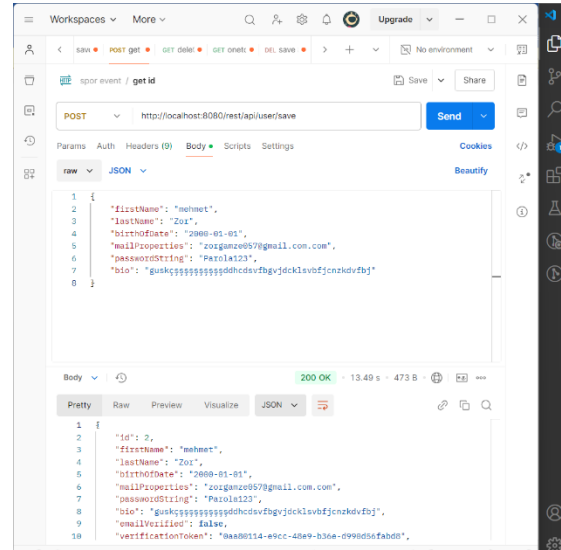 Workspaces More Upgrade
save POST get GET delet GET onetc DEL save No environment
HTTP spor event / get id Save Share
POST http://localhost:8080/rest/api/user/save Send
Params Auth Headers (9) Body Scripts Settings Cookies
raw JSON Beautify
1 {
2 "firstName": "mehmet",
3 "lastName": "Zor",
4 "birthOfDate": "2000-01-01",
5 "mailProperties": "zorgamze057@gmail.com.com",
6 "passwordString": "Parola123",
7 "bio": "guskçşşşşşşşşşşddhcdsvfbgvjdcklsvbfjcnzkdvfbj"
8 }
Body 200 OK 13.49 s 473 B
Pretty Raw Preview Visualize JSON
1 {
2 "id": 2,
3 "firstName": "mehmet",
4 "lastName": "Zor",
5 "birthOfDate": "2000-01-01",
6 "mailProperties": "zorgamze057@gmail.com.com",
7 "passwordString": "Parola123",
8 "bio": "guskçşşşşşşşşşşddhcdsvfbgvjdcklsvbfjcnzkdvfbj",
9 "emailVerified": false,
10 "verificationToken": "0aa80114-e9cc-48e9-b36e-d990d56fabd8",